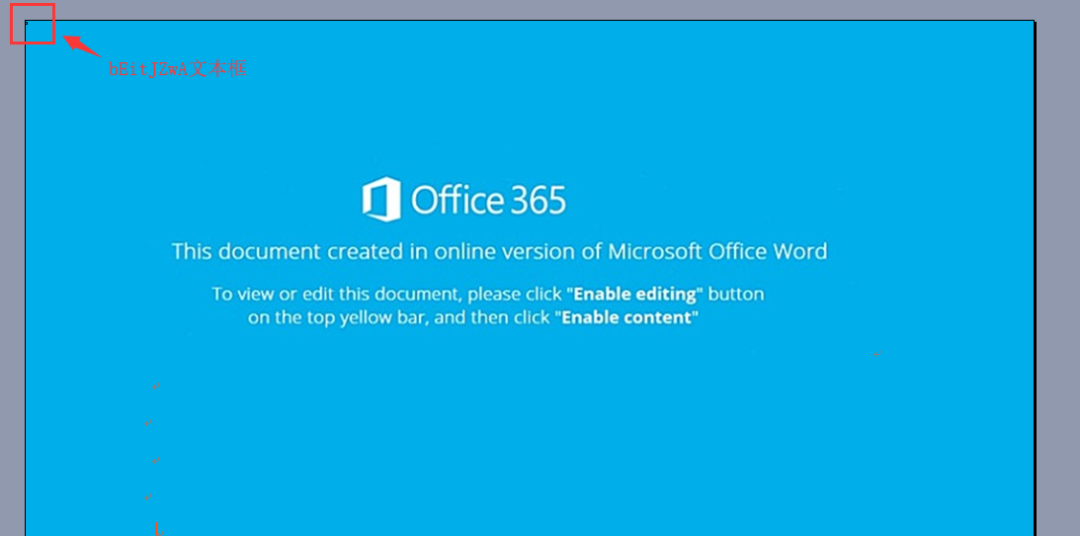 bEitJZwA文本框
Office 365
This document created in online version of Microsoft Office Word
To view or edit this document, please click "Enable editing" button
on the top yellow bar, and then click "Enable content"